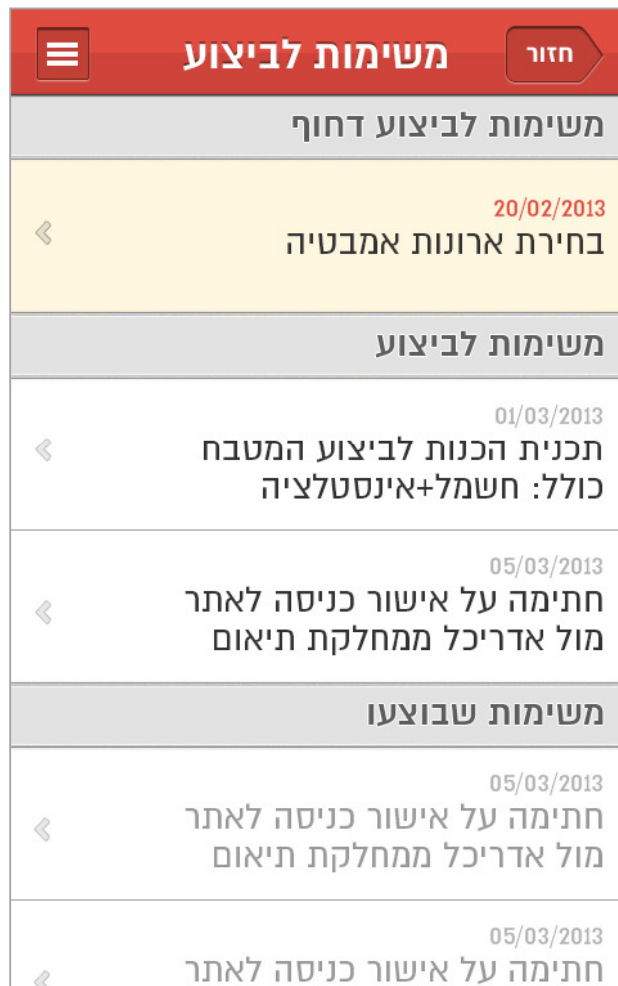 חזור
משימות לביצוע
משימות לביצוע דחוף
20/02/2013
בחירת ארונות אמבטיה
משימות לביצוע
01/03/2013
תכנית הכנות לביצוע המטבח
כולל: חשמל+אינסטלציה
05/03/2013
חתימה על אישור כניסה לאתר
מול אדריכל ממחלקת תיאום
משימות שבוצעו
05/03/2013
חתימה על אישור כניסה לאתר
מול אדריכל ממחלקת תיאום
05/03/2013
חתימה על אישור כניסה לאתר